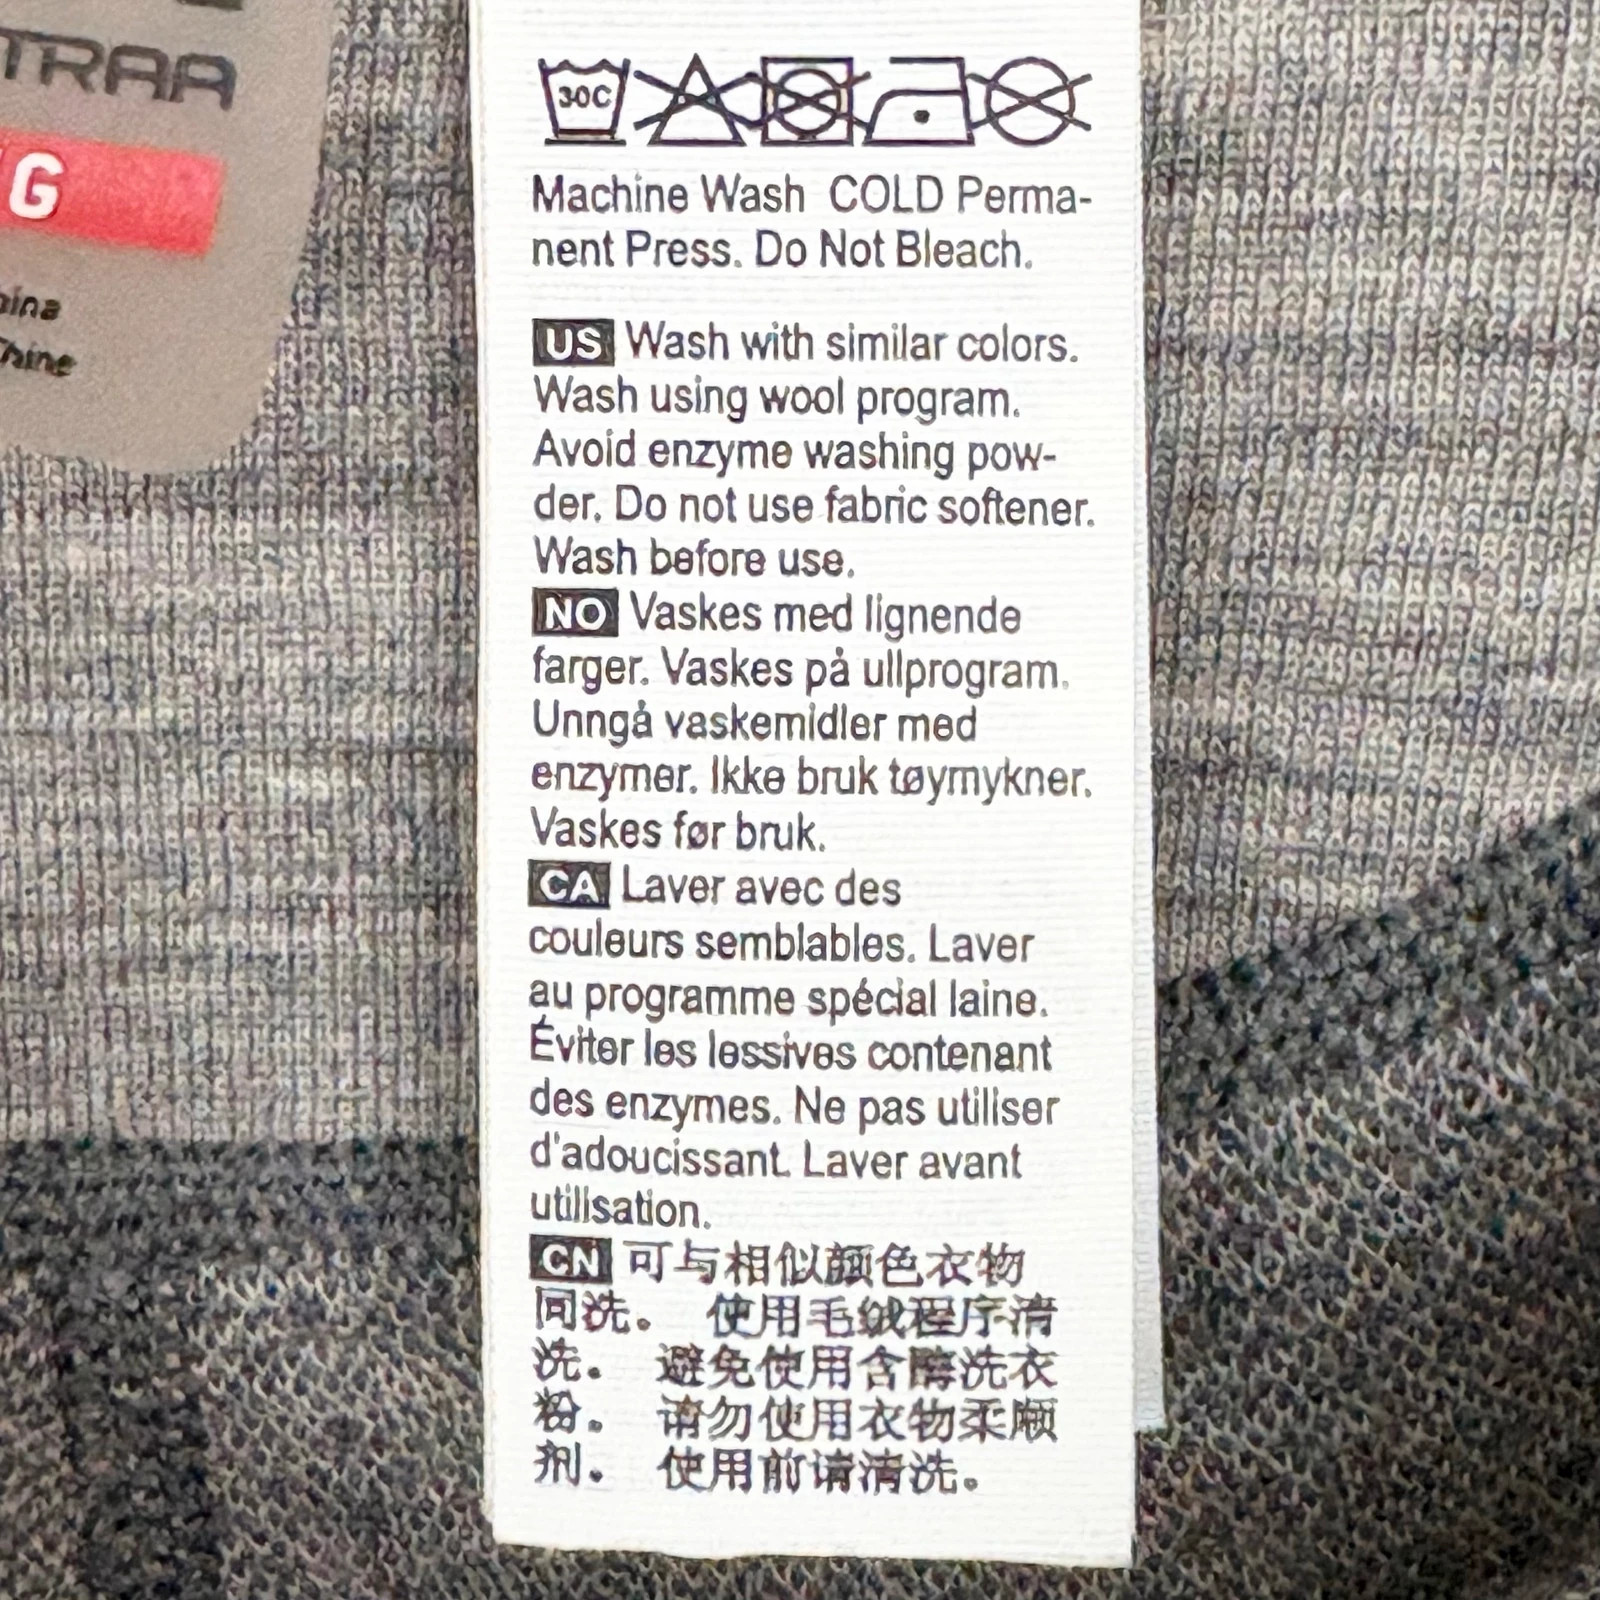 TRAA
G
ina
hine
30C
Machine Wash COLD Perma-
nent Press. Do Not Bleach.
US Wash with similar colors.
Wash using wool program.
Avoid enzyme washing pow-
der. Do not use fabric softener.
Wash before use.
NO Vaskes med lignende
farger. Vaskes på ullprogram.
Unngå vaskemidler med
enzymer. Ikke bruk tøymykner.
Vaskes før bruk.
CA Laver avec des
couleurs semblables. Laver
au programme spécial laine.
Éviter les lessives contenant
des enzymes. Ne pas utiliser
d'adoucissant. Laver avant
utilisation.
CN 可与相似颜色衣物
同洗。 使用毛绒程序清
洗。 避免使用含酶洗衣
粉。 请勿使用衣物柔顺
剂。 使用前请清洗。